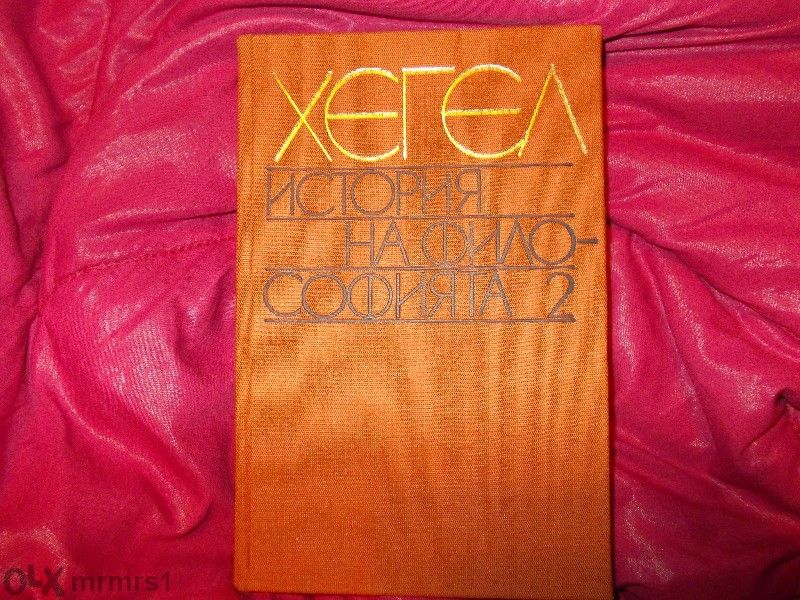 ХЕГЕЛ
ИСТОРИЯ
НА ФИЛО-
СОФИЯТА 2
OLX mrmrs1